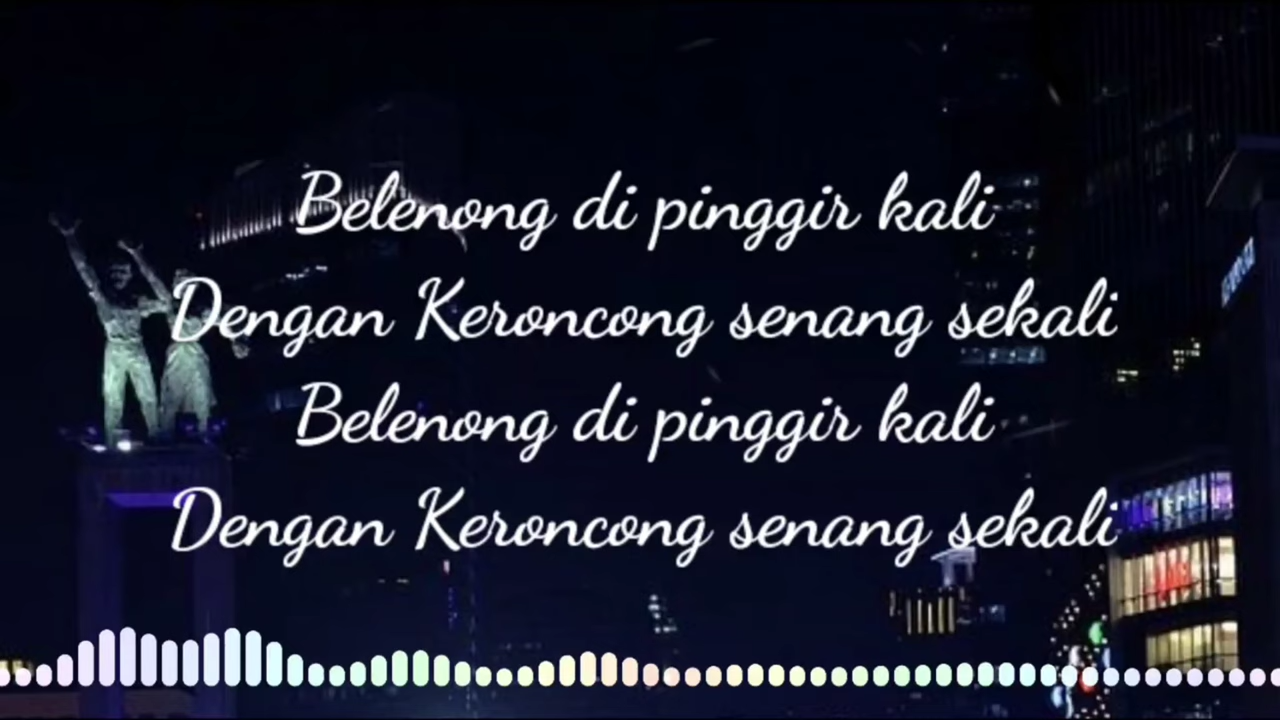 Belenong di pinggir kali
Dengan Keroncong senang sekali
Belenong di pinggir kali
Dengan Keroncong senang sekali